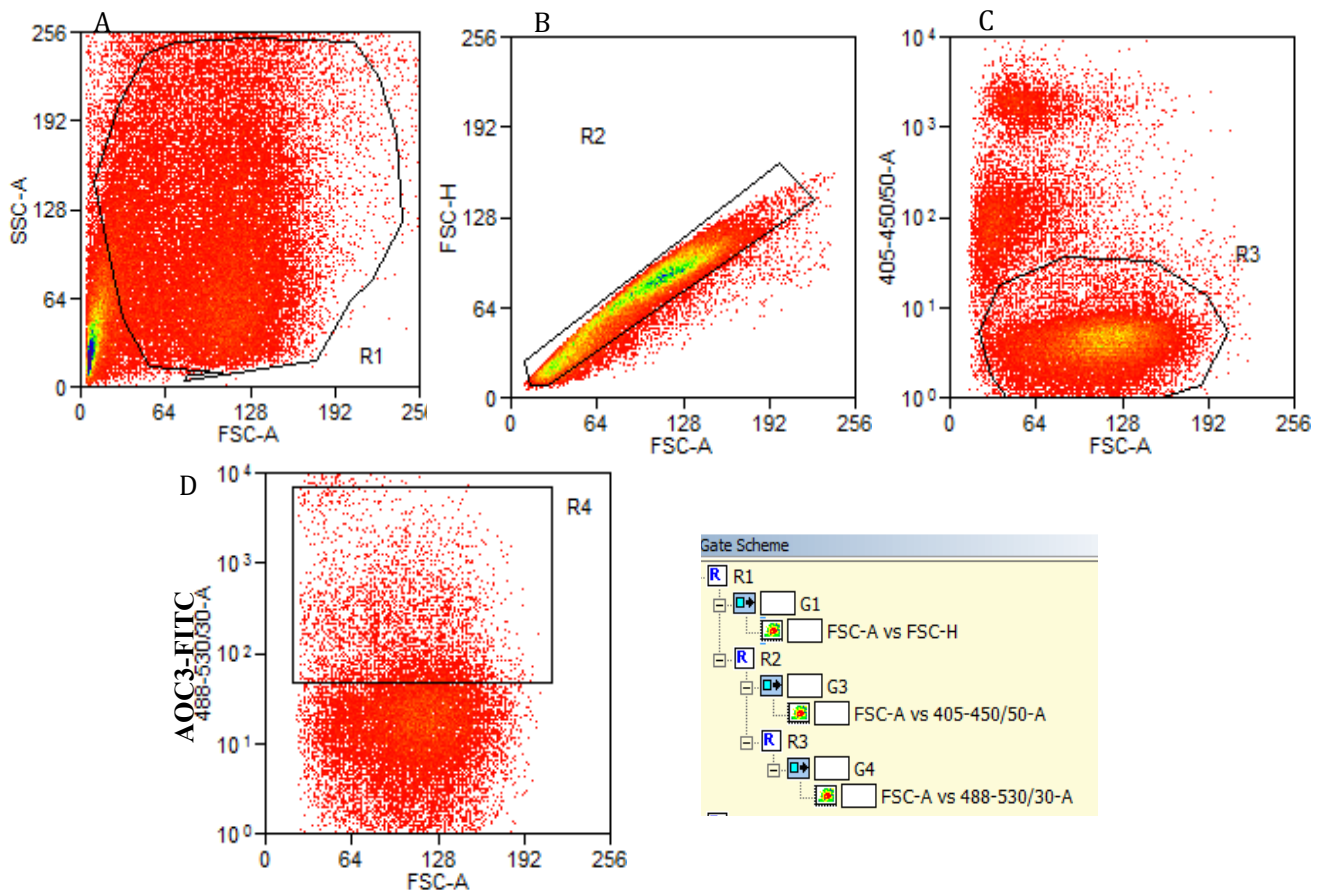 A
256
192
128
64
0
SSC-A
0 64 128 192 25
FSC-A
R1
B
256
192
128
64
0
FSC-H
0 64 128 192 256
FSC-A
R2
C
10⁴
10³
10²
10¹
10⁰
405-450/50-A
0 64 128 192 256
FSC-A
R3
D
10⁴
10³
10²
10¹
10⁰
AOC3-FITC
488-530/30-A
0 64 128 192 256
FSC-A
R4
Gate Scheme
R R1
G1
FSC-A vs FSC-H
R R2
G3
FSC-A vs 405-450/50-A
R R3
G4
FSC-A vs 488-530/30-A